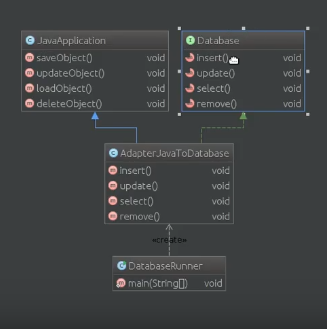 JavaApplication
saveObject() void
updateObject() void
loadObject() void
deleteObject() void
Database
insert() void
update() void
select() void
remove() void
AdapterJavaToDatabase
insert() void
update() void
select() void
remove() void
«create»
DatabaseRunner
main(String[]) void